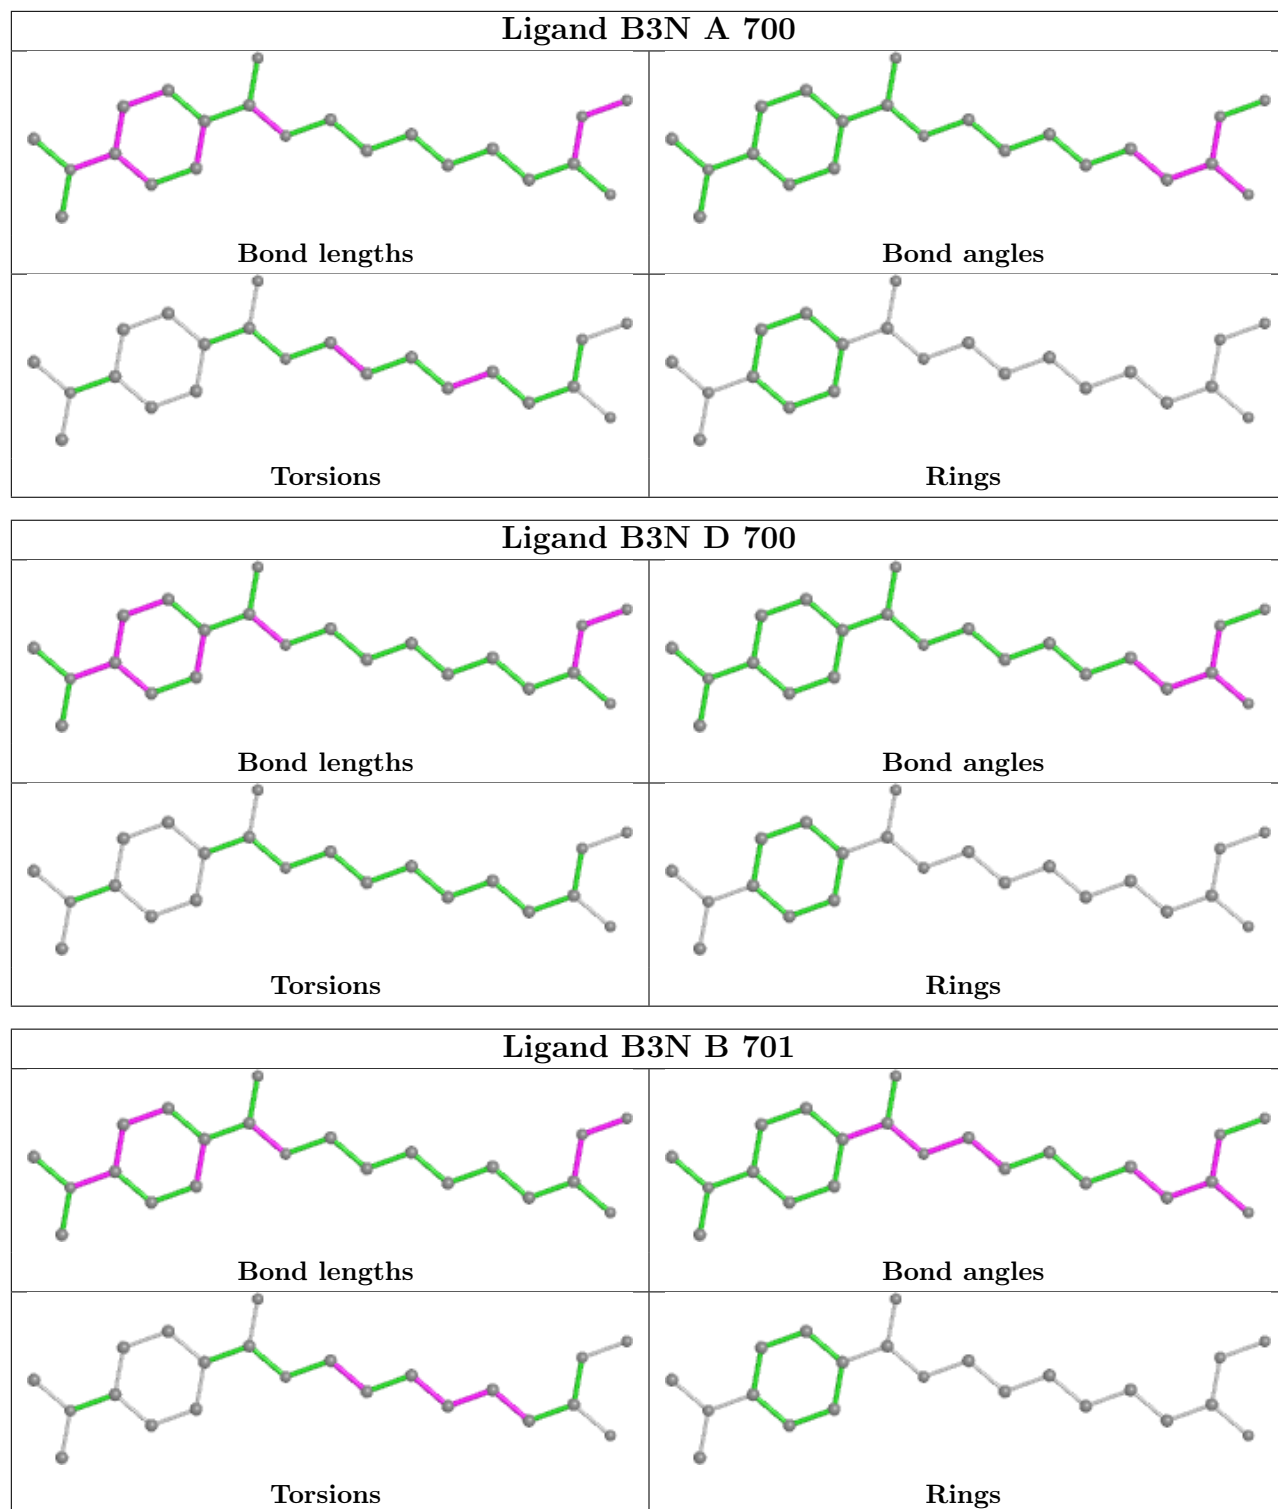 Ligand B3N A 700
Bond lengths
Bond angles
Torsions
Rings
Ligand B3N D 700
Bond lengths
Bond angles
Torsions
Rings
Ligand B3N B 701
Bond lengths
Bond angles
Torsions
Rings